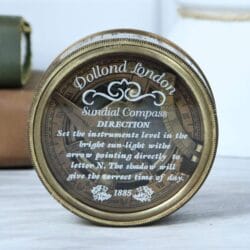 Dollond London
Sundial Compass
DIRECTION
Set the instruments level in the
bright sun-light withe
arrow pointing directly to
letter N. The shadow will
give the correct time of day.
1885